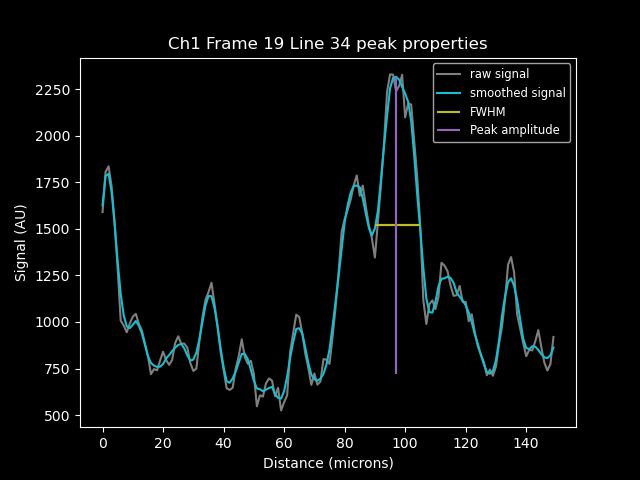 Ch1 Frame 19 Line 34 peak properties
raw signal
smoothed signal
FWHM
Peak amplitude
Signal (AU)
2250
2000
1750
1500
1250
1000
750
500
0 20 40 60 80 100 120 140
Distance (microns)